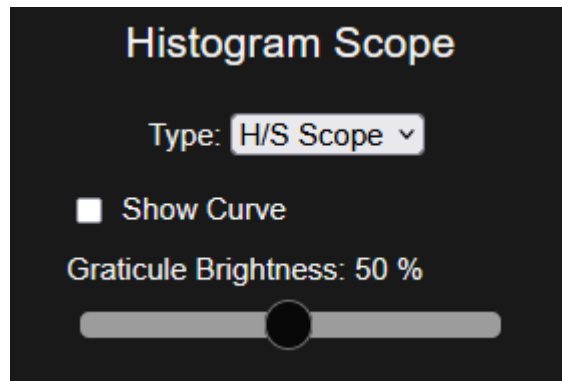 Histogram Scope
Type: H/S Scope
Show Curve
Graticule Brightness: 50 %